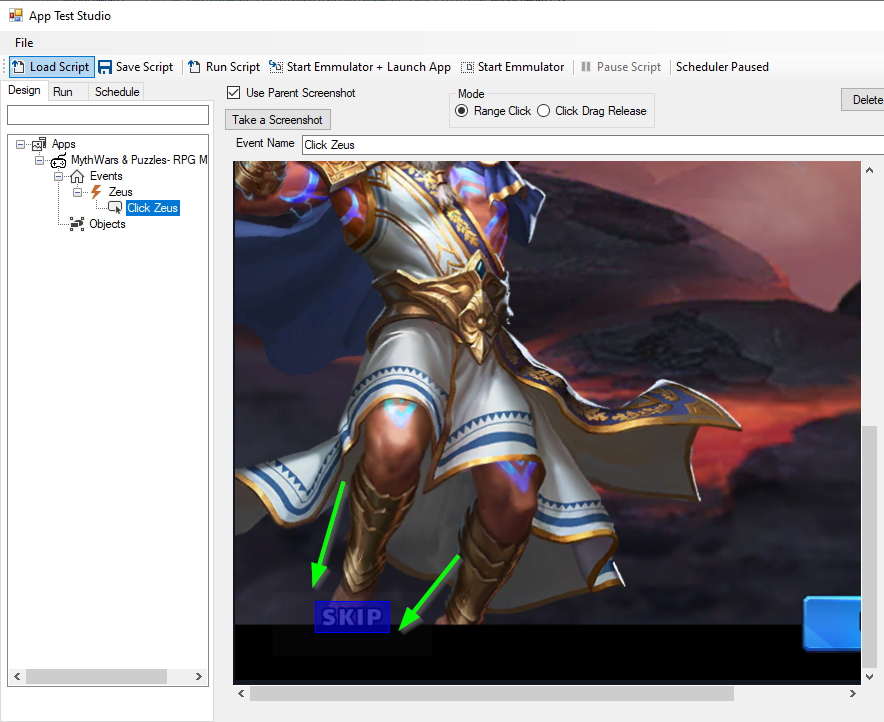 App Test Studio
File
Load Script Save Script Run Script Start Emmulator + Launch App Start Emmulator Pause Script Scheduler Paused
Design Run Schedule
Use Parent Screenshot
Mode
Range Click Click Drag Release
Delete
Take a Screenshot
Event Name Click Zeus
Apps
MythWars & Puzzles- RPG M
Events
Zeus
Click Zeus
Objects
SKIP